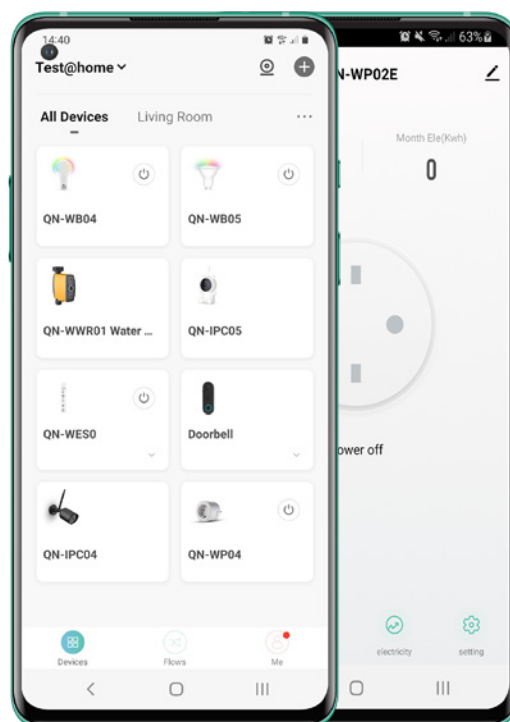 14:40
Test@home
All Devices
Living Room
QN-WB04
QN-WB05
QN-WWR01 Water ...
QN-IPC05
QN-WES0
Doorbell
QN-IPC04
QN-WP04
Devices
Flows
Me
63%
N-WP02E
Month Ele(Kwh)
0
ower off
electricity
setting